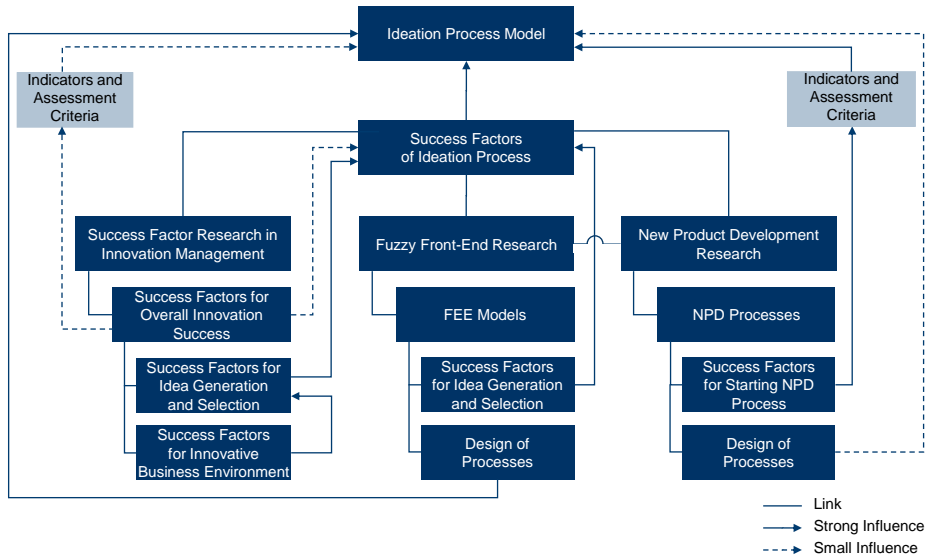 Ideation Process Model
Indicators and
Assessment
Criteria
Indicators and
Assessment
Criteria
Success Factors
of Ideation Process
Success Factor Research in
Innovation Management
Fuzzy Front-End Research
New Product Development
Research
Success Factors for
Overall Innovation
Success
FEE Models
NPD Processes
Success Factors for
Idea Generation
and Selection
Success Factors
for Idea Generation
and Selection
Success Factors
for Starting NPD
Process
Success Factors
for Innovative
Business Environment
Design of
Processes
Design of
Processes
Link
Strong Influence
Small Influence